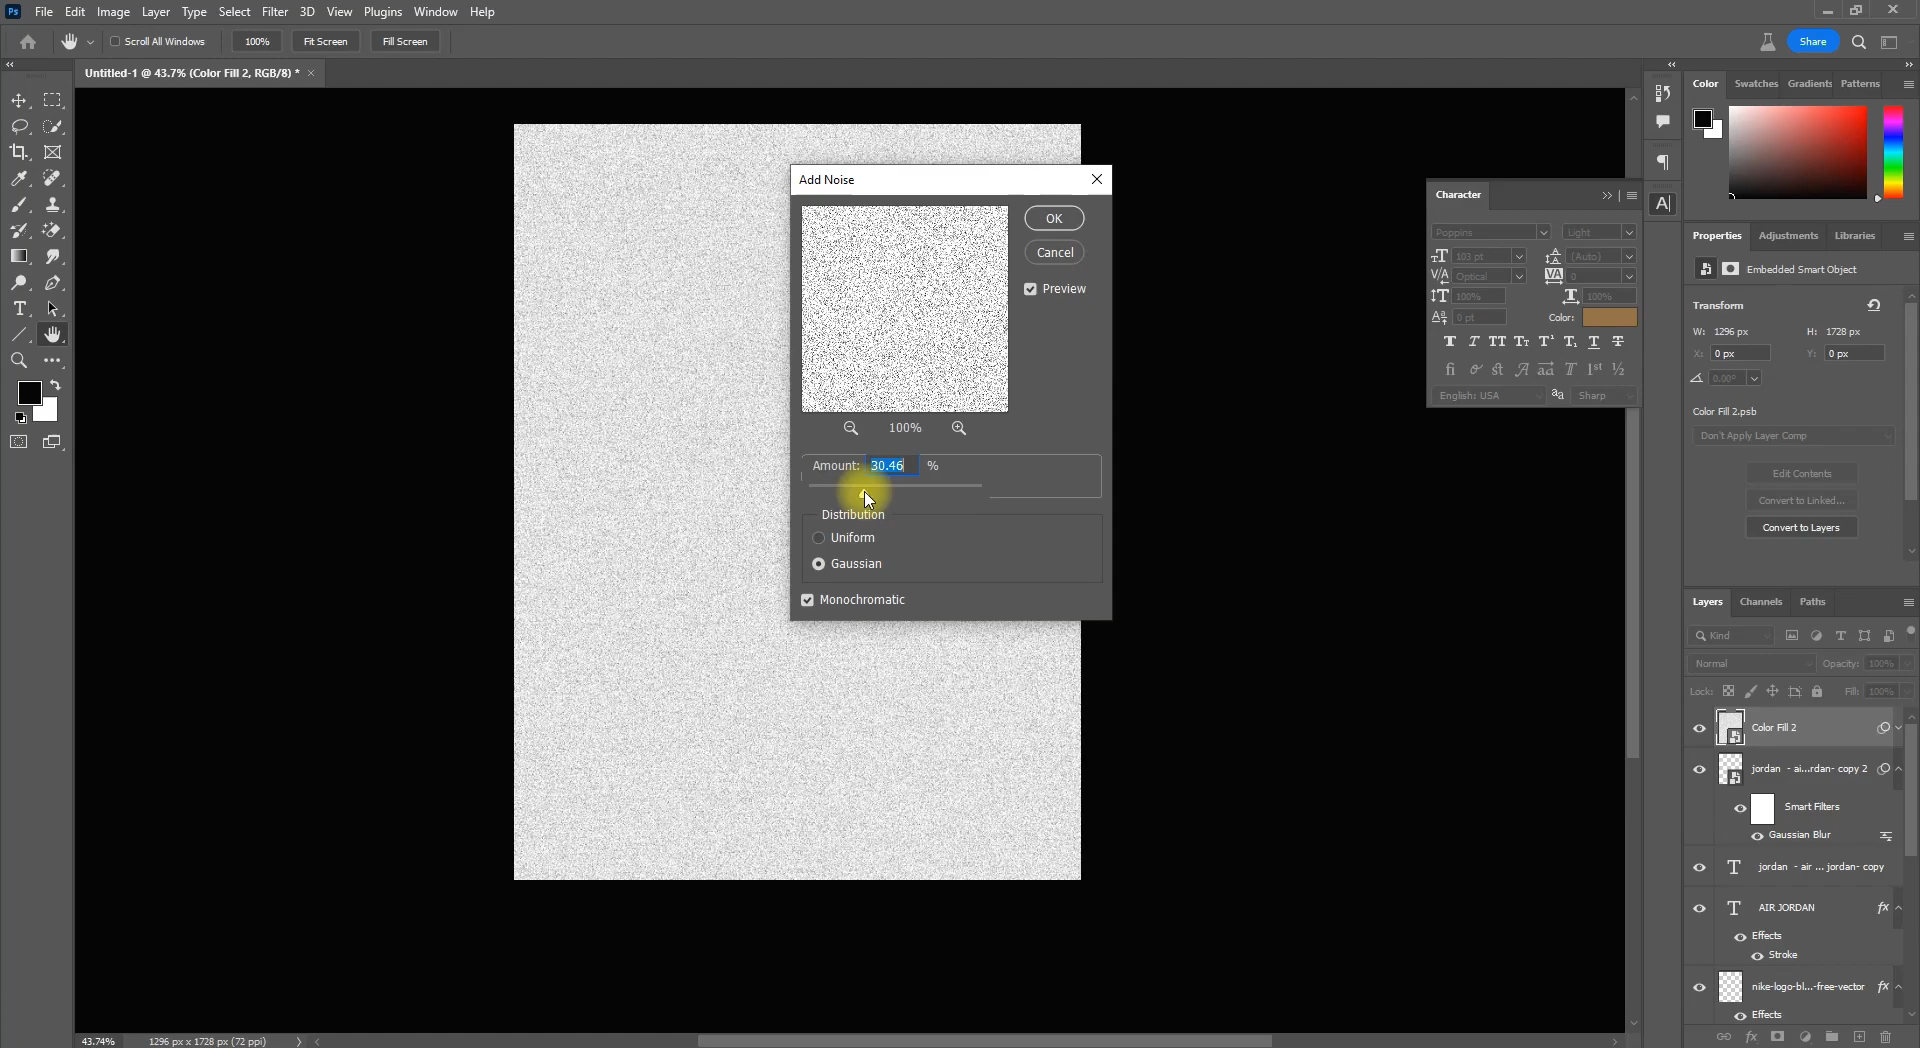 Ps File Edit Image Layer Type Select Filter 3D View Plugins Window Help
Scroll All Windows 100% Fit Screen Fill Screen Share
Untitled-1 @ 43.7% (Color Fill 2, RGB/8) * ×
Add Noise
OK
Cancel
Preview
100%
Amount: 30.46 %
Distribution
Uniform
Gaussian
Monochromatic
Character
Poppins Light
103 pt (Auto)
Optical 0
100% 100%
0 pt Color:
English: USA Sharp
Color Swatches Gradients Patterns
Properties Adjustments Libraries
Embedded Smart Object
Transform
W: 1296 px H: 1728 px
X: 0 px Y: 0 px
0.00°
Color Fill 2.psb
Don't Apply Layer Comp
Edit Contents
Convert to Linked...
Convert to Layers
Layers Channels Paths
Kind
Normal Opacity: 100%
Lock: Fill: 100%
Color Fill 2
jordan - ai...rdan- copy 2
Smart Filters
Gaussian Blur
jordan - air ... jordan- copy
AIR JORDAN fx
Effects
Stroke
nike-logo-bl...-free-vector fx
Effects
43.74% 1296 px x 1728 px (72 ppi)